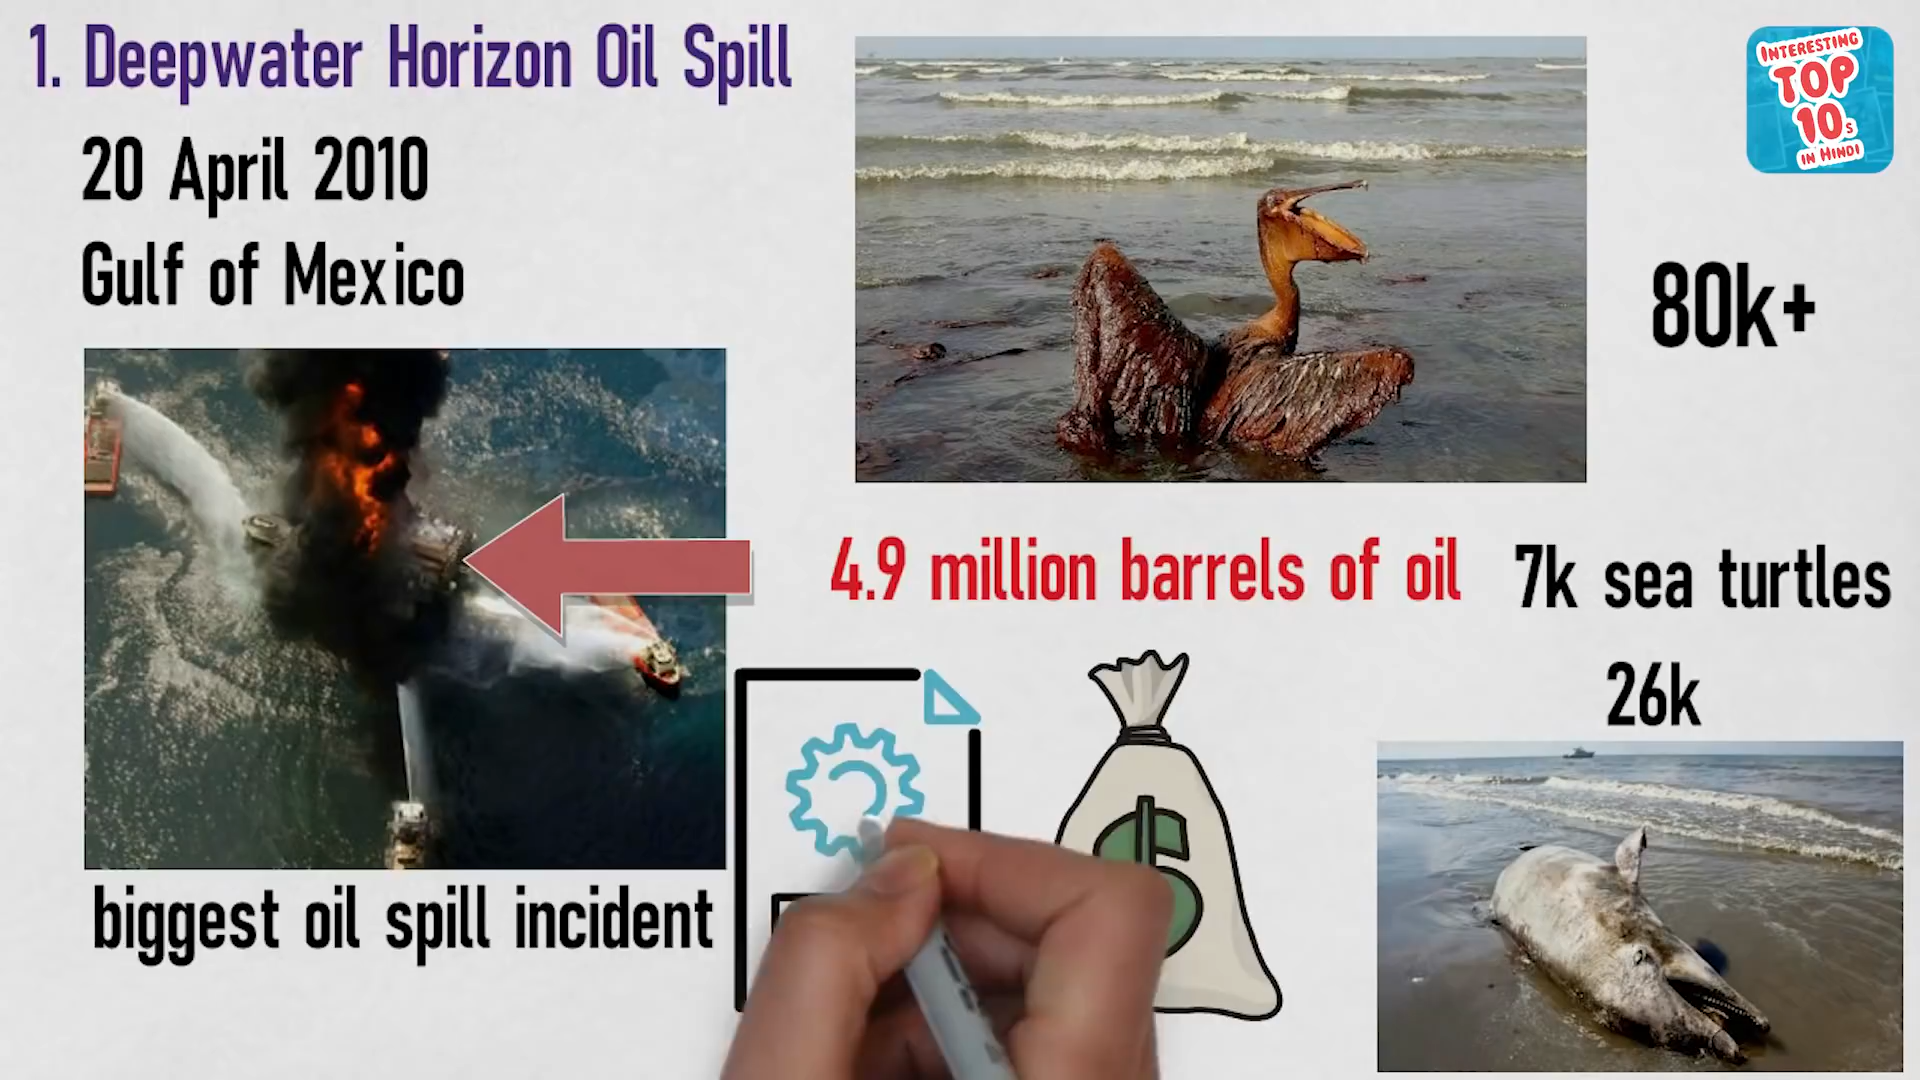 1. Deepwater Horizon Oil Spill
20 April 2010
Gulf of Mexico
biggest oil spill incident
4.9 million barrels of oil
80k+
7k sea turtles
26k
INTERESTING
TOP
10s
IN HINDI